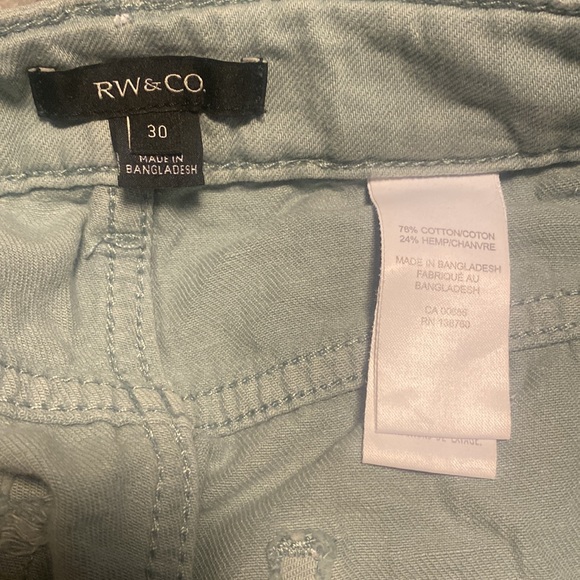 RW&CO.
30
MADE IN
BANGLADESH
76% COTTON/COTON
24% HEMP/CHANVRE
MADE IN BANGLADESH
FABRIQUÉ AU
BANGLADESH
CA 00686
RN 138760